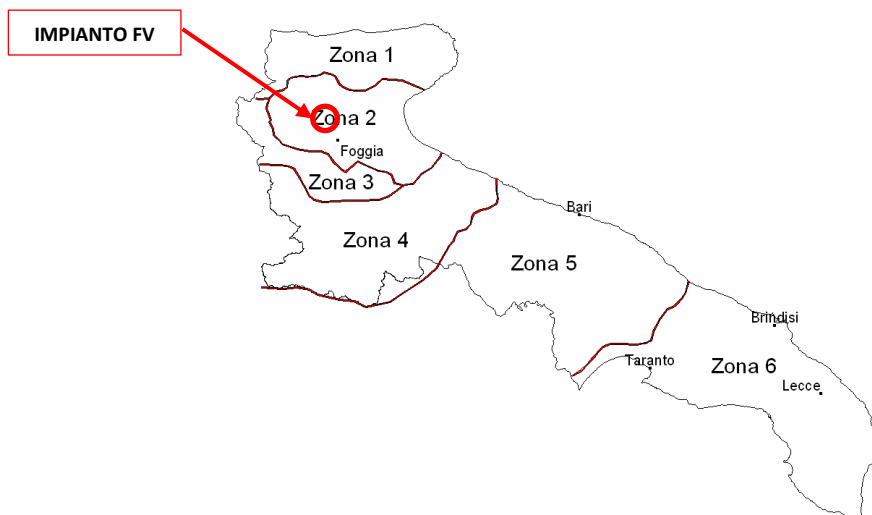 IMPIANTO FV
Zona 1
Zona 2
Foggia
Zona 3
Bari
Zona 4
Zona 5
Brindisi
Taranto
Zona 6
Lecce